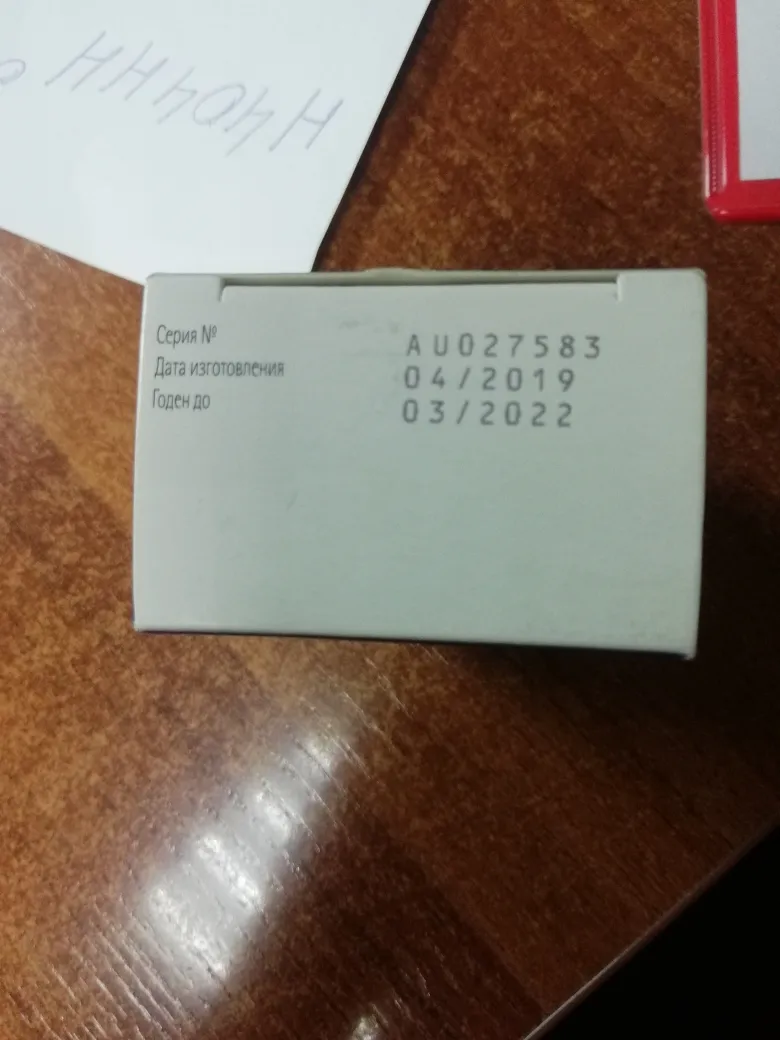 Серия № AU027583
Дата изготовления 04/2019
Годен до 03/2022